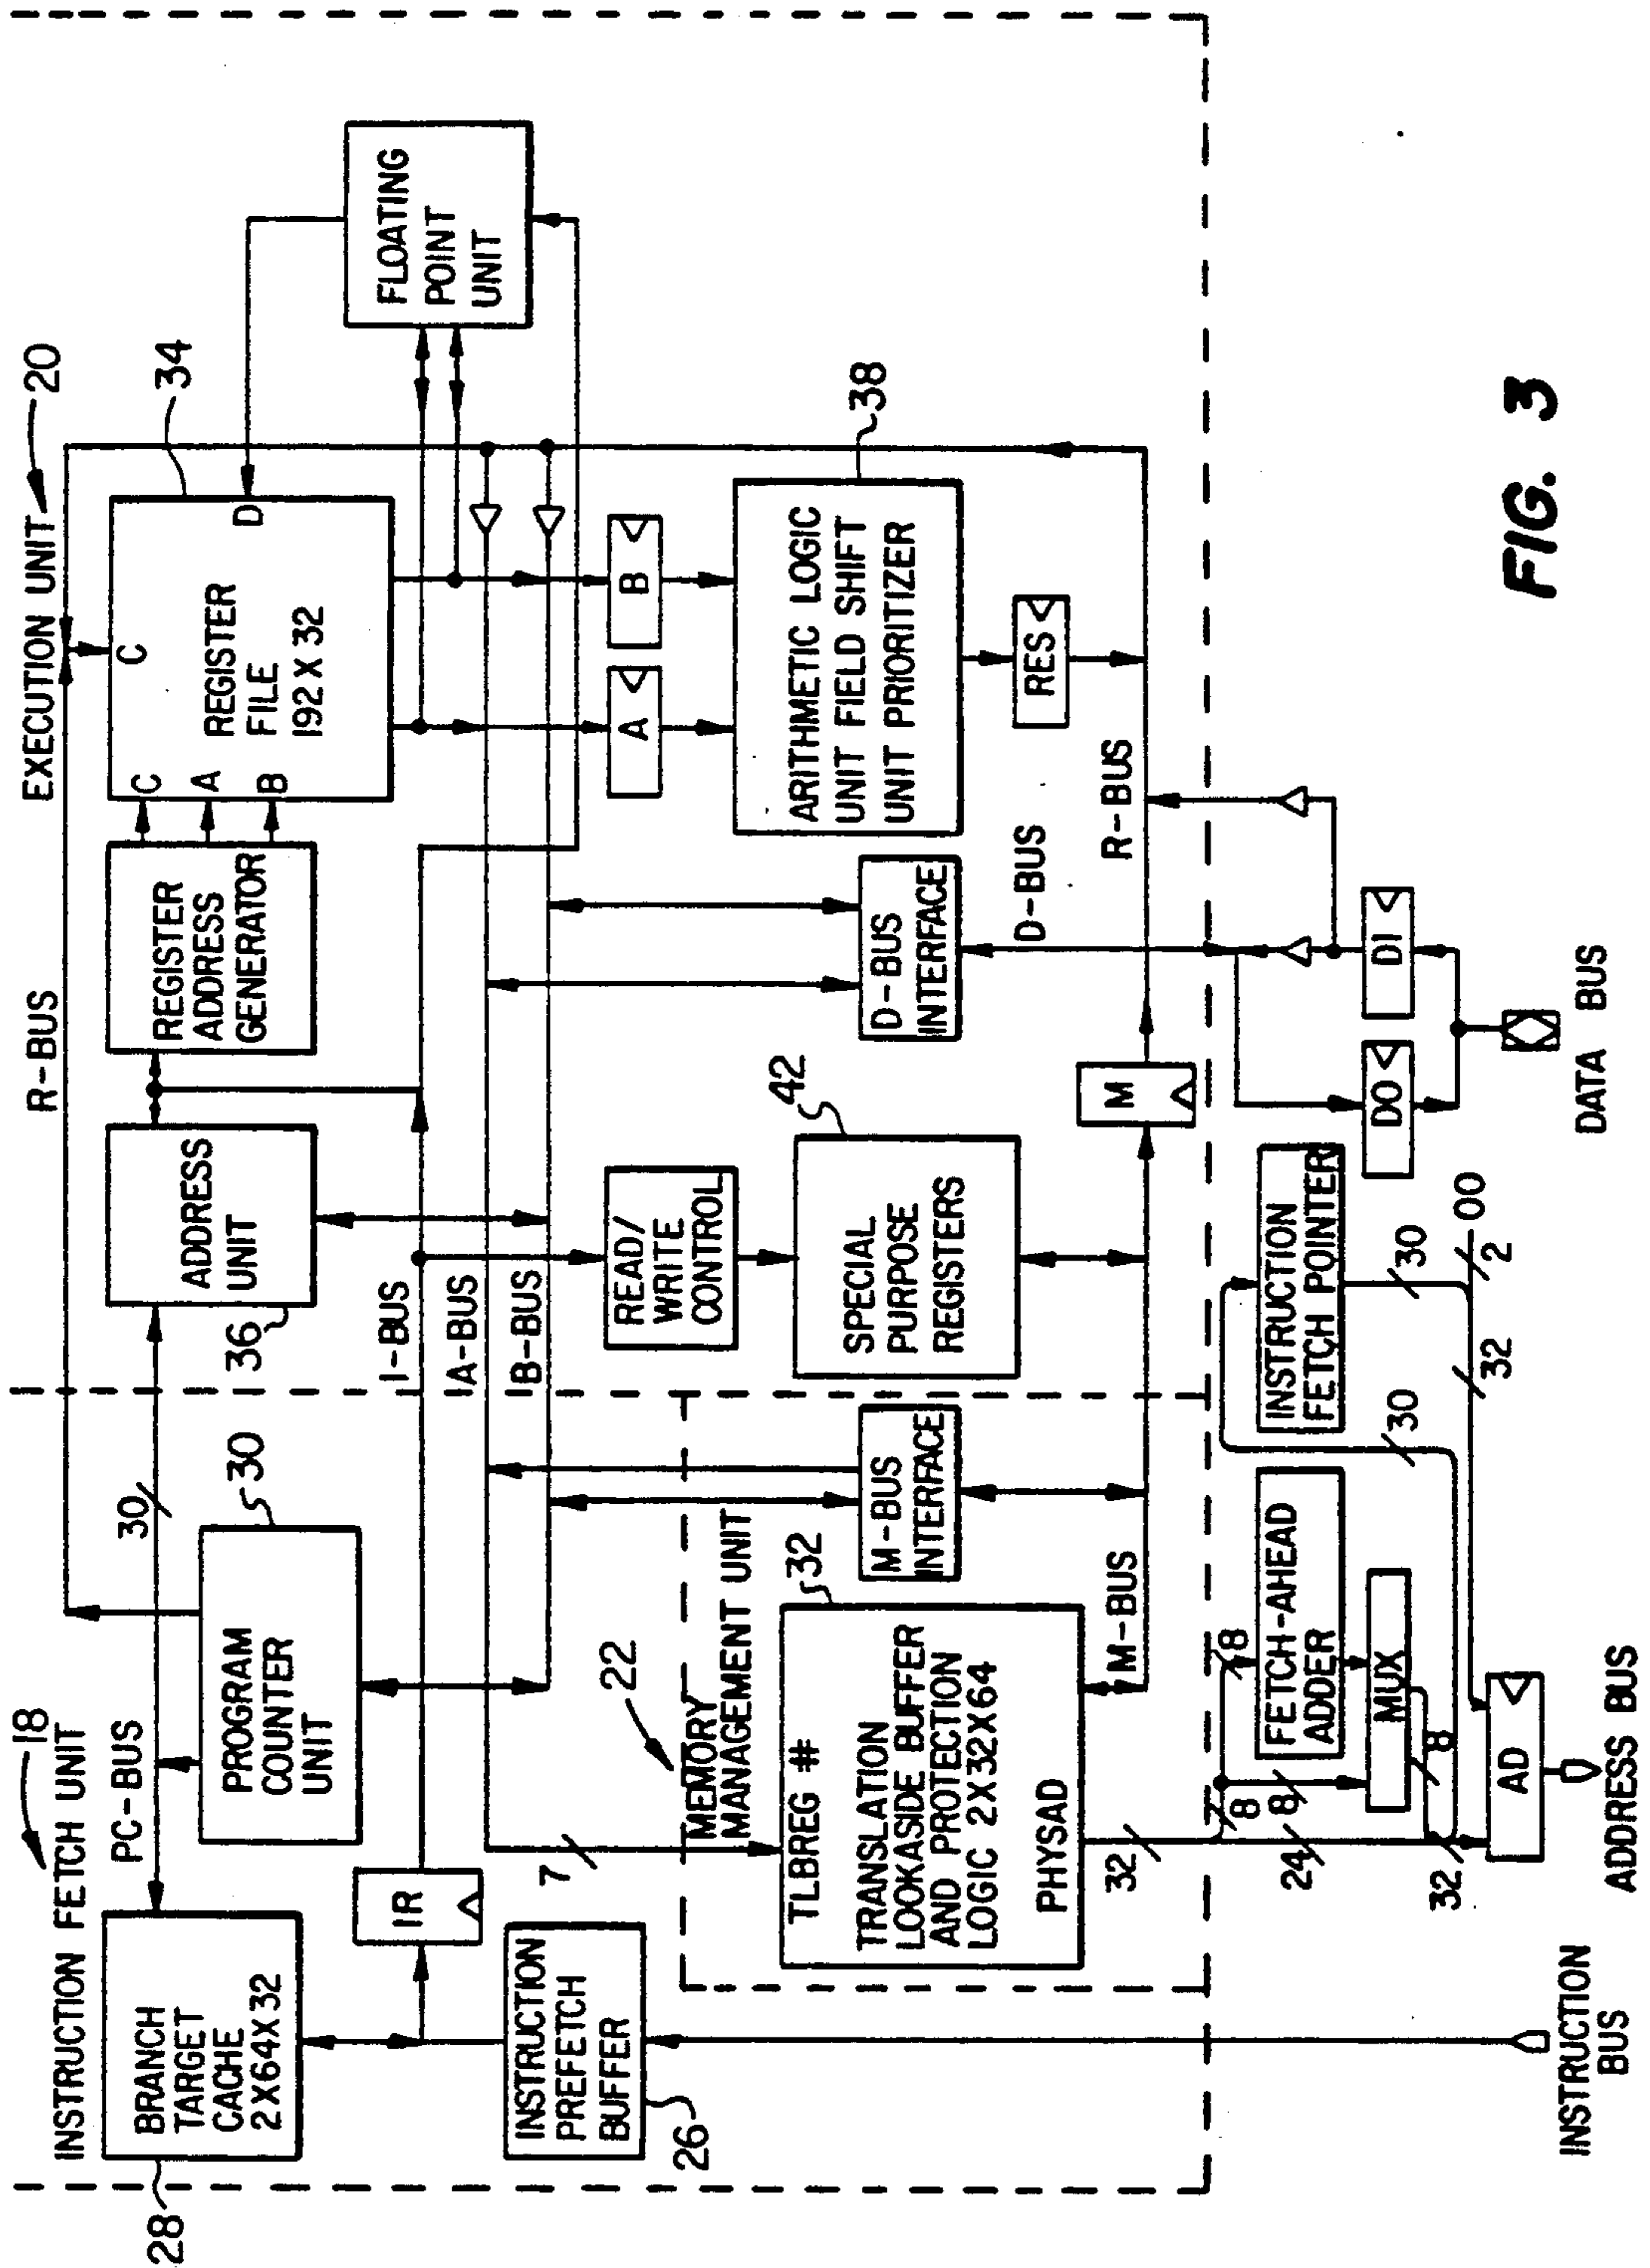 INSTRUCTION FETCH UNIT
18
EXECUTION UNIT
20
R-BUS
PC-BUS
30
28
BRANCH
TARGET
CACHE
2X64X32
PROGRAM
COUNTER
UNIT
30
ADDRESS
UNIT
36
REGISTER
ADDRESS
GENERATOR
C
A
B
C
D
REGISTER
FILE
192X32
34
FLOATING
POINT
UNIT
IR
I-BUS
A-BUS
B-BUS
INSTRUCTION
PREFETCH
BUFFER
26
7
MEMORY
MANAGEMENT UNIT
22
READ/
WRITE
CONTROL
A
B
TLBREG #
TRANSLATION
LOOKASIDE BUFFER
AND PROTECTION
LOGIC 2X32X64
PHYSAD
32
M-BUS
INTERFACE
SPECIAL
PURPOSE
REGISTERS
42
D-BUS
INTERFACE
ARITHMETIC LOGIC
UNIT FIELD SHIFT
UNIT PRIORITIZER
38
RES
M-BUS
M
D-BUS
R-BUS
32
8
8
8
24
FETCH-AHEAD
ADDER
MUX
8
32
30
INSTRUCTION
FETCH POINTER
30
00
2
32
AD
DO
DI
INSTRUCTION
BUS
ADDRESS BUS
DATA BUS
FIG. 3